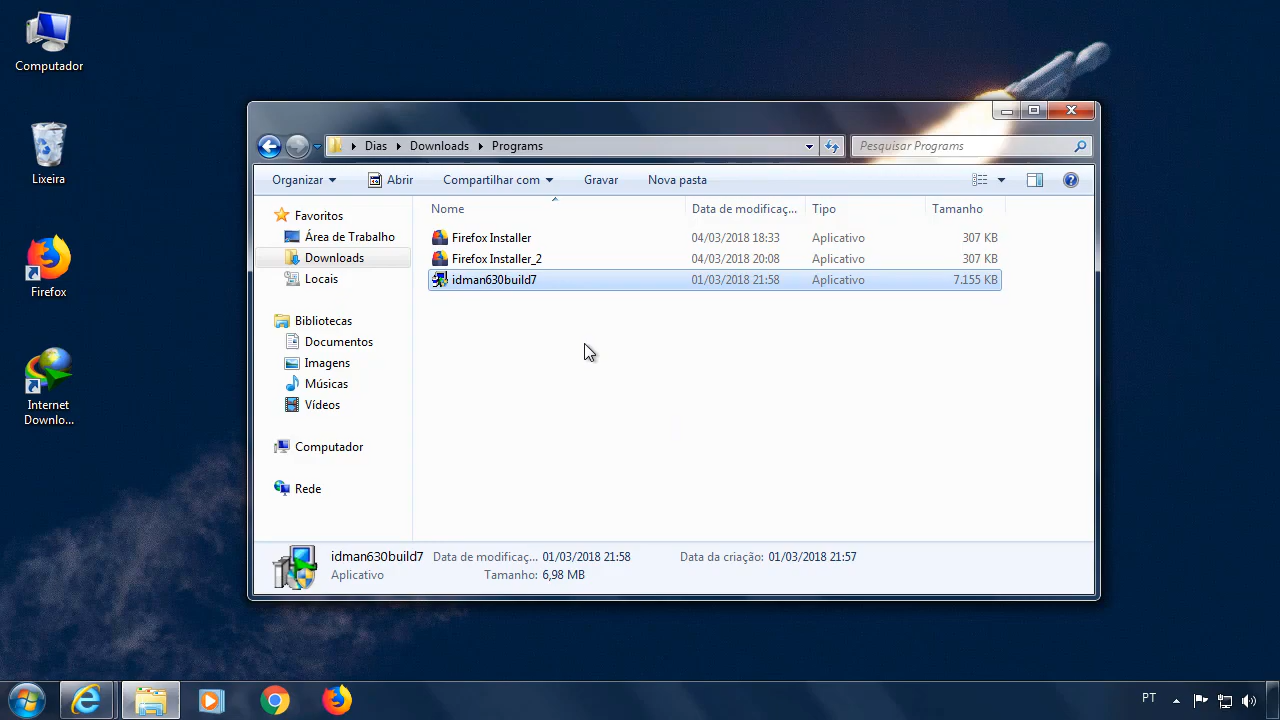 Computador
Lixeira
Firefox
Internet
Downlo...
Dias Downloads Programs
Pesquisar Programs
Organizar Abrir Compartilhar com Gravar Nova pasta
Favoritos
Área de Trabalho
Downloads
Locais
Bibliotecas
Documentos
Imagens
Músicas
Vídeos
Computador
Rede
Nome Data de modificaç... Tipo Tamanho
Firefox Installer 04/03/2018 18:33 Aplicativo 307 KB
Firefox Installer_2 04/03/2018 20:08 Aplicativo 307 KB
idman630build7 01/03/2018 21:58 Aplicativo 7.155 KB
idman630build7 Data de modificaç... 01/03/2018 21:58 Data da criação: 01/03/2018 21:57
Aplicativo Tamanho: 6,98 MB
PT